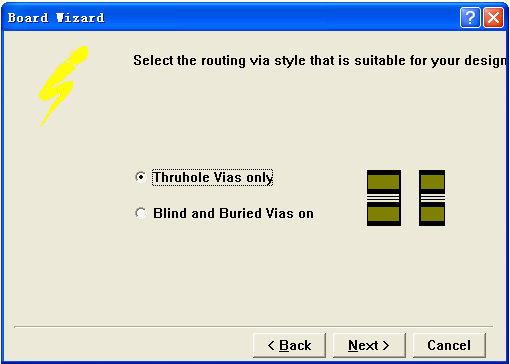 Board Wizard
Select the routing via style that is suitable for your design
Thruhole Vias only
Blind and Buried Vias on
< Back
Next >
Cancel